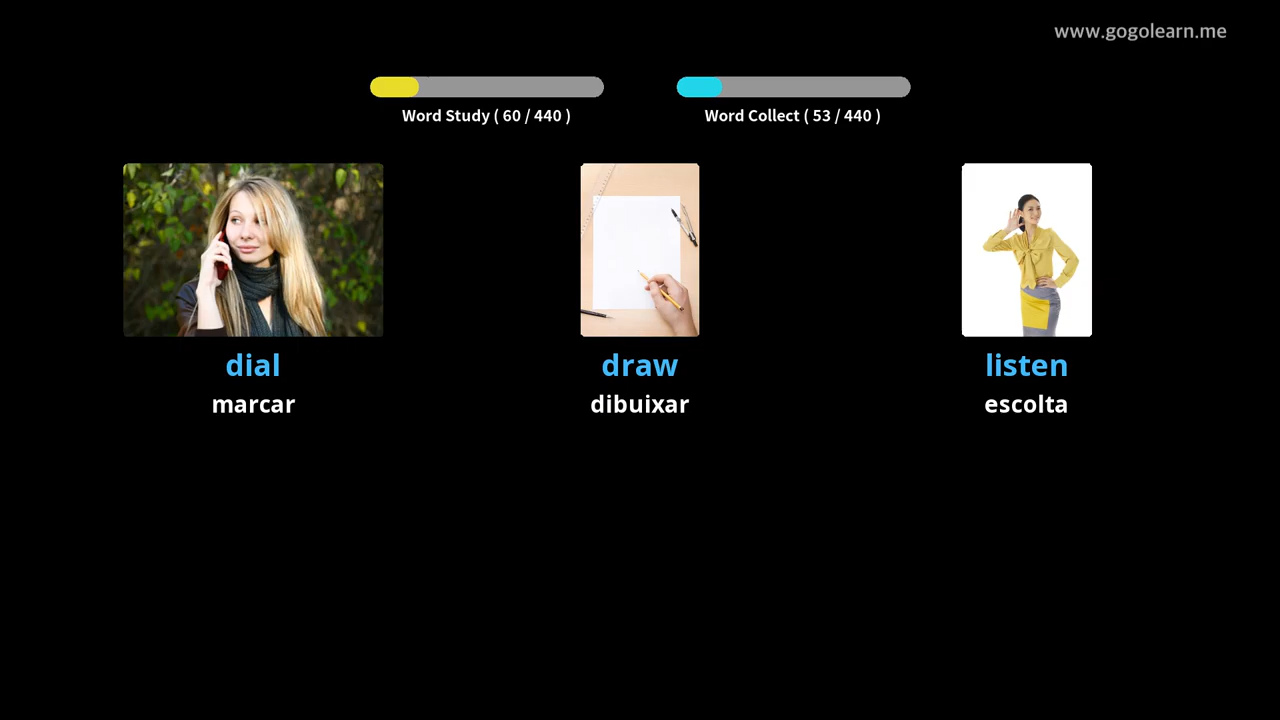 www.gogolearn.me
Word Study ( 60 / 440 )
Word Collect ( 53 / 440 )
dial
marcar
draw
dibuixar
listen
escolta